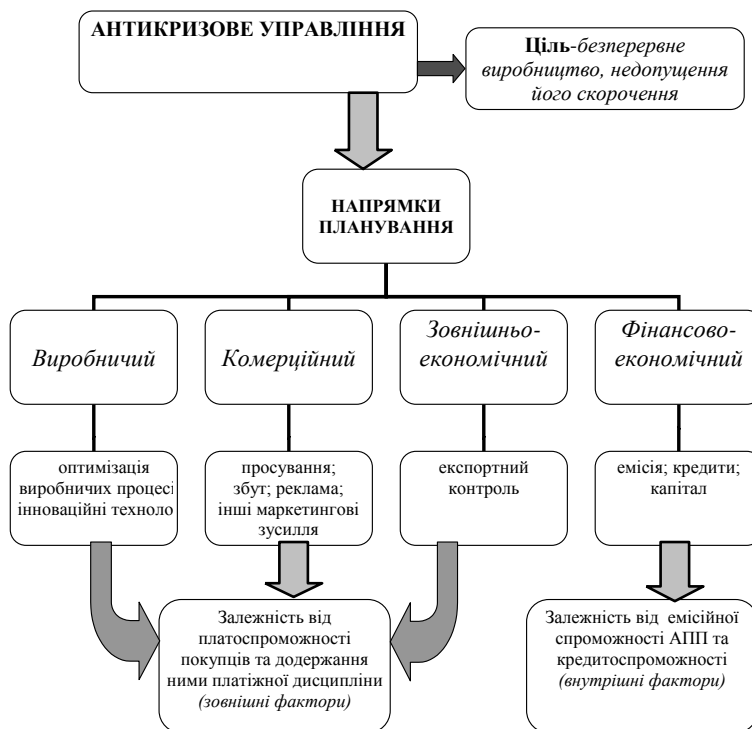 АНТИКРИЗОВЕ УПРАВЛІННЯ
Ціль-безперервне
виробництво, недопущення
його скорочення
НАПРЯМКИ
ПЛАНУВАННЯ
Виробничий
Комерційний
Зовнішньо-
економічний
Фінансово-
економічний
оптимізація
виробничих процесі
інноваційні техноло
просування;
збут; реклама;
інші маркетингові
зусилля
експортний
контроль
емісія; кредити;
капітал
Залежність від
платоспроможності
покупців та додержання
ними платіжної дисципліни
(зовнішні фактори)
Залежність від емісійної
спроможності АПП та
кредитоспроможності
(внутрішні фактори)